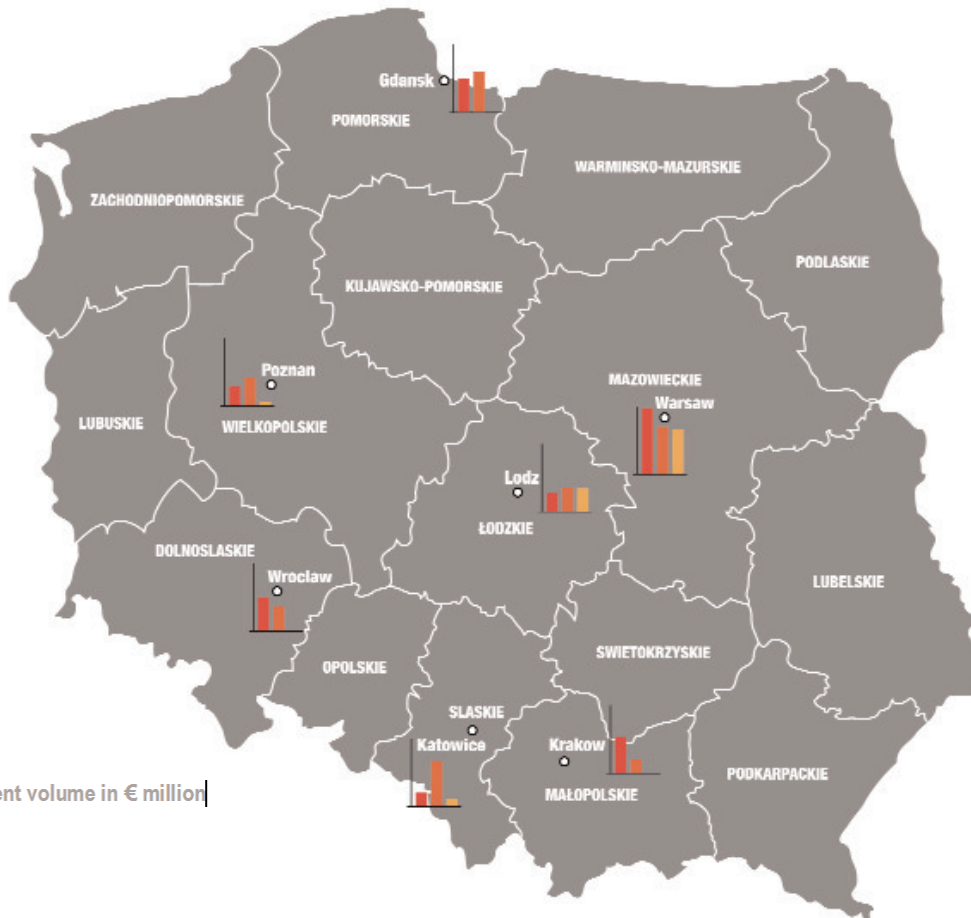 Gdansk
POMORSKIE
WARMINSKO-MAZURSKIE
ZACHODNIOPOMORSKIE
PODLASKIE
KUJAWSKO-POMORSKIE
Poznan
MAZOWIECKIE
Warsaw
LUBUSKIE
WIELKOPOLSKIE
Lodz
ŁODZKIE
DOLNOSLASKIE
Wroclaw
LUBELSKIE
SWIETOKRZYSKIE
OPOLSKIE
SLASKIE
Katowice
Krakow
PODKARPACKIE
MAŁOPOLSKIE
ent volume in € million